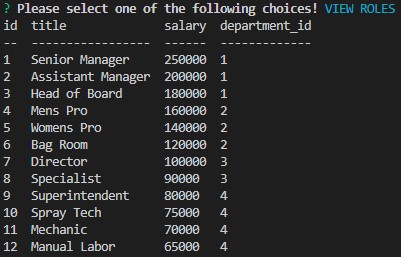 ? Please select one of the following choices! VIEW ROLES
id  title              salary  department_id
--  -----------------  ------  -------------
1   Senior Manager     250000  1
2   Assistant Manager  200000  1
3   Head of Board      180000  1
4   Mens Pro           160000  2
5   Womens Pro         140000  2
6   Bag Room           120000  2
7   Director           100000  3
8   Specialist         90000   3
9   Superintendent     80000   4
10  Spray Tech         75000   4
11  Mechanic           70000   4
12  Manual Labor       65000   4